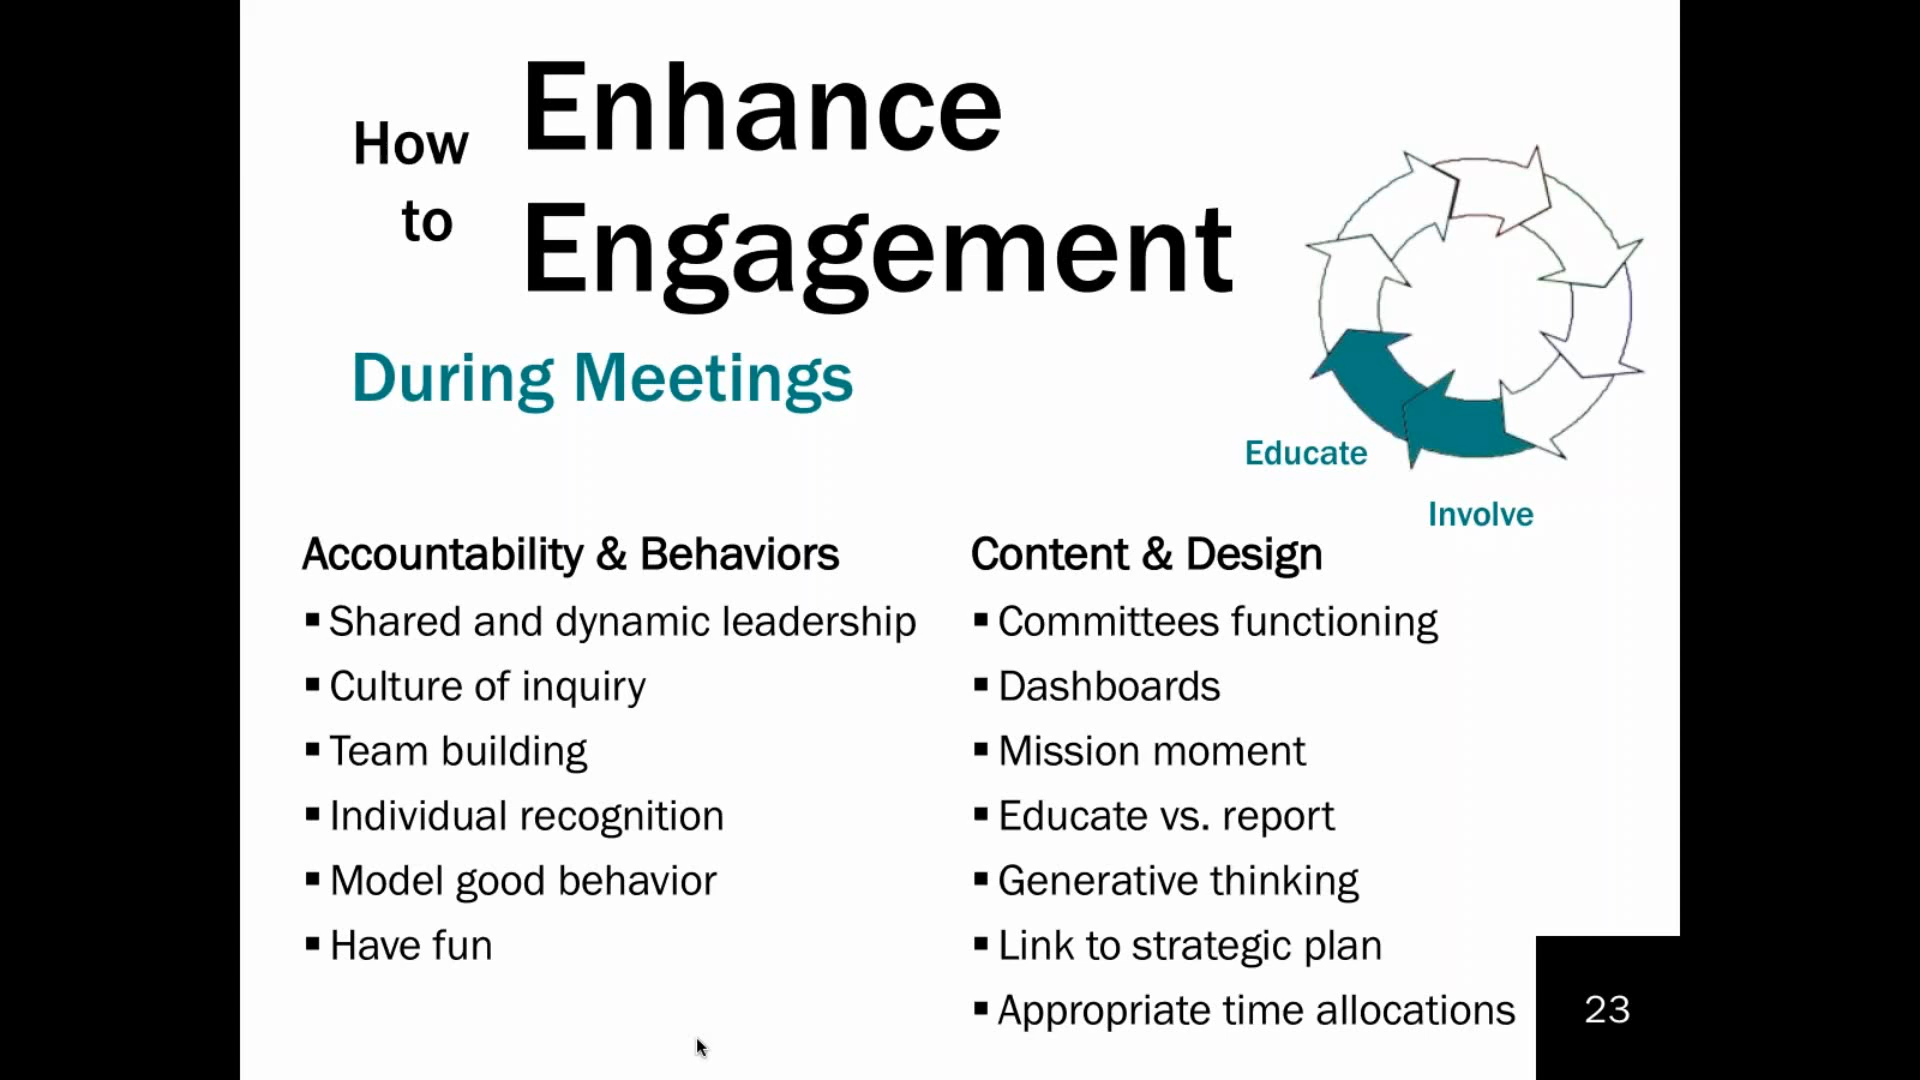 How to
Enhance
Engagement
During Meetings
Educate
Involve
Accountability & Behaviors
▪ Shared and dynamic leadership
▪ Culture of inquiry
▪ Team building
▪ Individual recognition
▪ Model good behavior
▪ Have fun
Content & Design
▪ Committees functioning
▪ Dashboards
▪ Mission moment
▪ Educate vs. report
▪ Generative thinking
▪ Link to strategic plan
▪ Appropriate time allocations
23